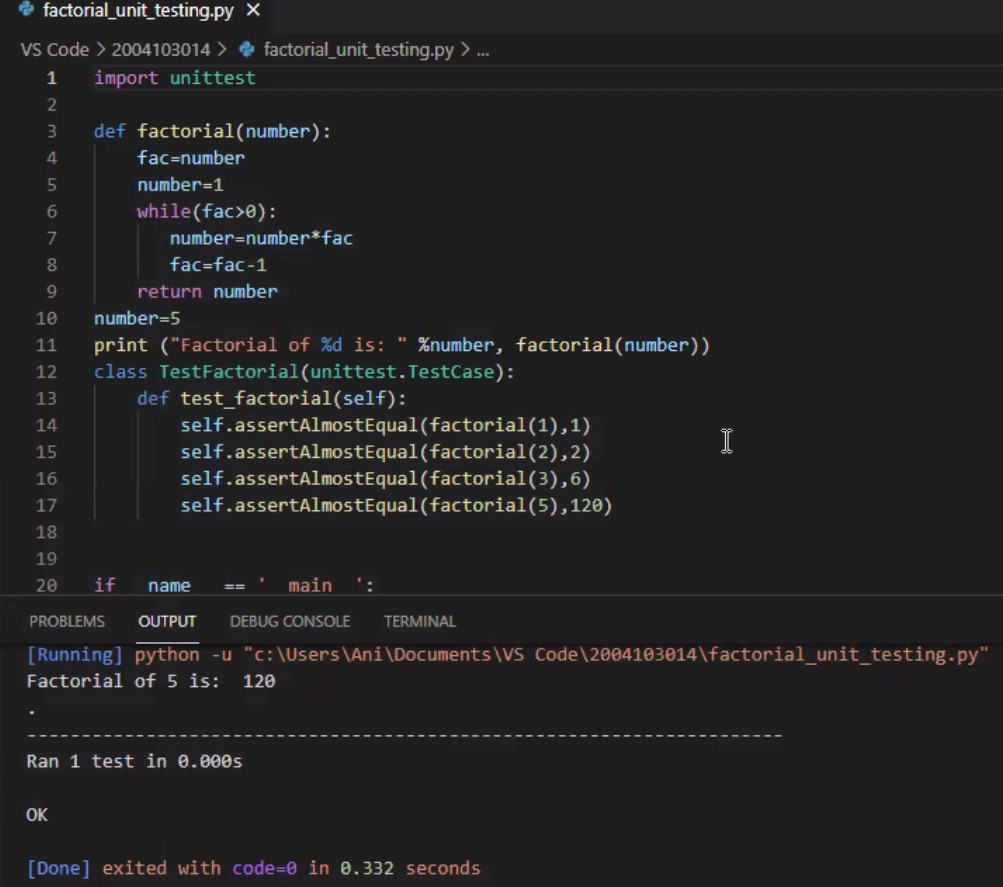 factorial_unit_testing.py ×
VS Code > 2004103014 > factorial_unit_testing.py > ...
1 import unittest
2
3 def factorial(number):
4     fac=number
5     number=1
6     while(fac>0):
7        number=number*fac
8        fac=fac-1
9     return number
10 number=5
11 print ("Factorial of %d is: " %number, factorial(number))
12 class TestFactorial(unittest.TestCase):
13     def test_factorial(self):
14         self.assertAlmostEqual(factorial(1),1)
15         self.assertAlmostEqual(factorial(2),2)
16         self.assertAlmostEqual(factorial(3),6)
17         self.assertAlmostEqual(factorial(5),120)
18
19
20 if __name__ == '__main__':
PROBLEMS OUTPUT DEBUG CONSOLE TERMINAL
[Running] python -u "c:\Users\Ani\Documents\VS Code\2004103014\factorial_unit_testing.py"
Factorial of 5 is:  120
.
----------------------------------------------------------------------
Ran 1 test in 0.000s
OK
[Done] exited with code=0 in 0.332 seconds